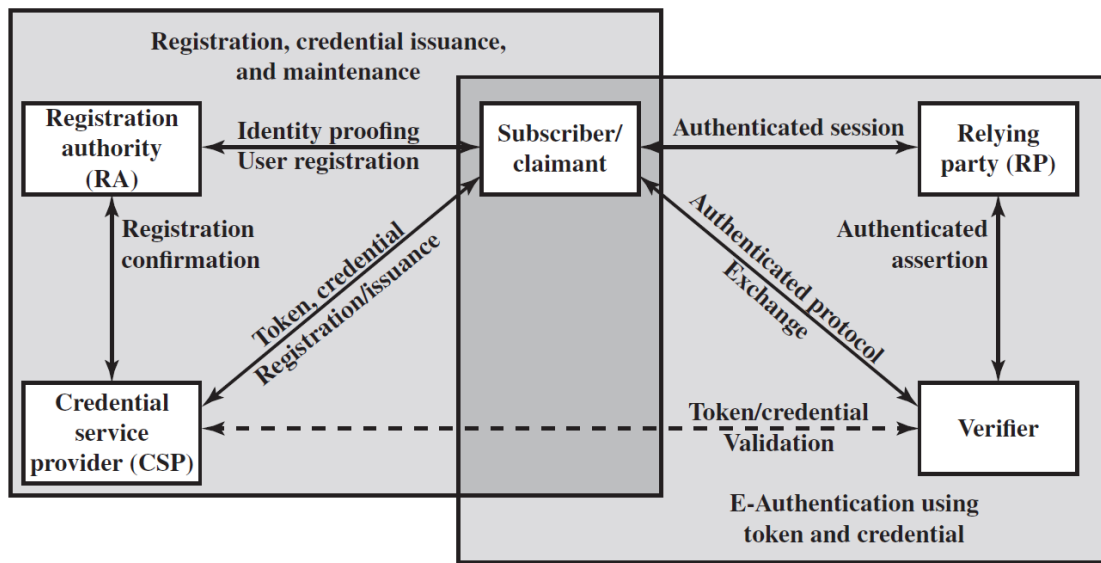 Registration, credential issuance,
and maintenance
Registration
authority
(RA)
Identity proofing
User registration
Subscriber/
claimant
Authenticated session
Relying
party (RP)
Registration
confirmation
Token, credential
Registration/issuance
Authenticated protocol
Exchange
Authenticated
assertion
Credential
service
provider (CSP)
Token/credential
Validation
Verifier
E-Authentication using
token and credential